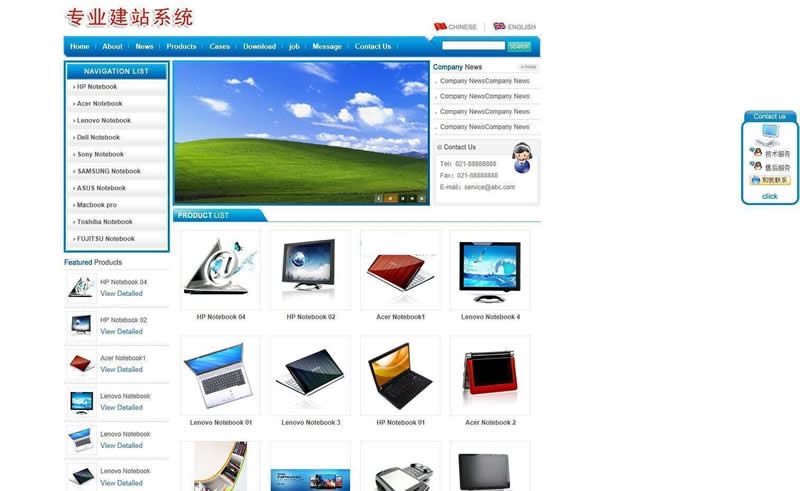 专业建站系统
CHINESE
ENGLISH
Home
About
News
Products
Cases
Download
job
Message
Contact Us
SEARCH
NAVIGATION LIST
HP Notebook
Acer Notebook
Lenovo Notebook
Dell Notebook
Sony Notebook
SAMSUNG Notebook
ASUS Notebook
Macbook pro
Toshiba Notebook
FUJITSU Notebook
Company News
Company NewsCompany News
Company NewsCompany News
Company NewsCompany News
Company NewsCompany News
Contact Us
Tel: 021-88888888
Fax: 021-88888888
E-mail: service@abc.com
Contact us
技术服务
售后服务
和我联系
click
Featured Products
HP Notebook 04
View Detailed
HP Notebook 02
View Detailed
Acer Notebook1
View Detailed
Lenovo Notebook
View Detailed
Lenovo Notebook
View Detailed
Lenovo Notebook
View Detailed
PRODUCT LIST
HP Notebook 04
HP Notebook 02
Acer Notebook1
Lenovo Notebook 4
Lenovo Notebook 01
Lenovo Notebook 3
HP Notebook 01
Acer Notebook 2